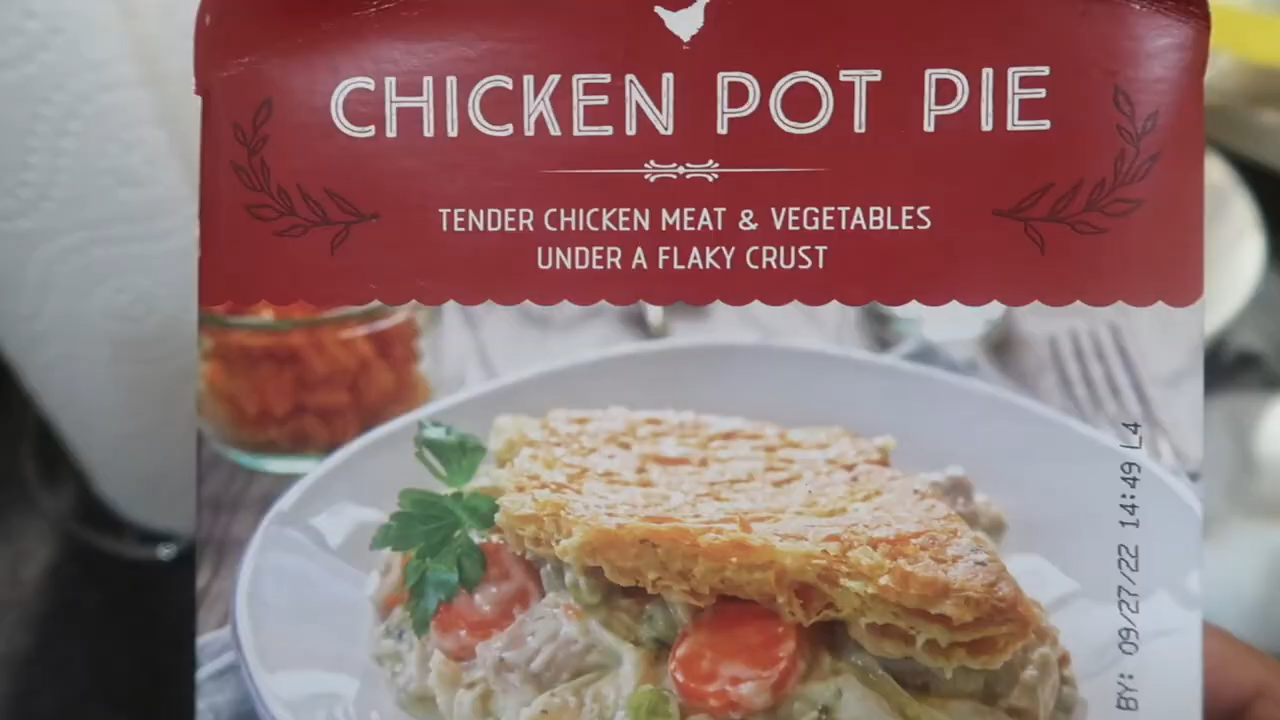 CHICKEN POT PIE
TENDER CHICKEN MEAT & VEGETABLES
UNDER A FLAKY CRUST
BY: 09/27/22 14:49 L4